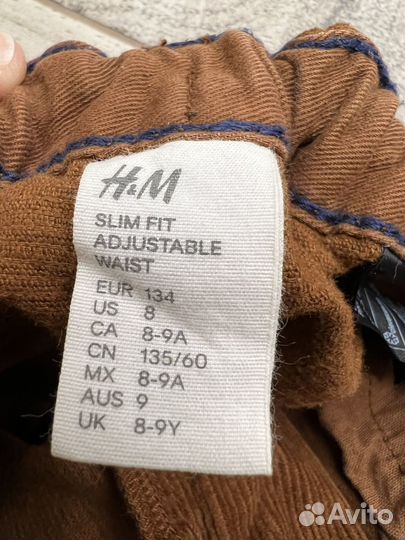 H&M
SLIM FIT
ADJUSTABLE
WAIST
EUR 134
US 8
CA 8-9A
CN 135/60
MX 8-9A
AUS 9
UK 8-9Y
Avito